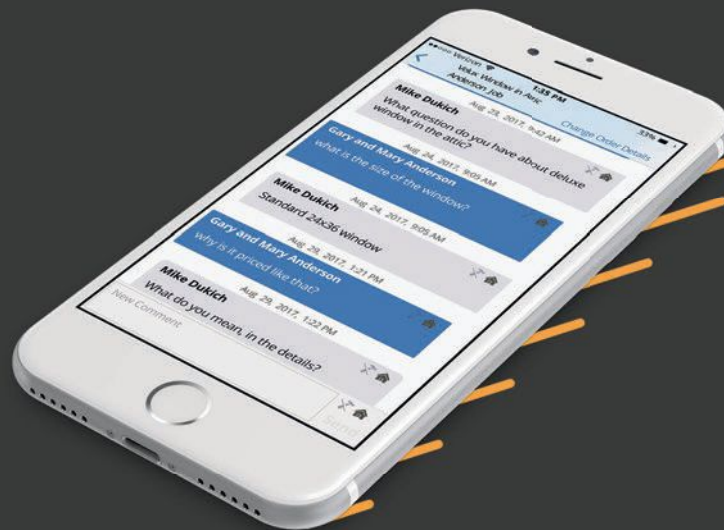 Verizon 1:35 PM 33%
Velux Window in Attic
Anderson Job
Change Order Details
Mike Dukich Aug 23, 2017, 9:42 AM
What question do you have about deluxe
window in the attic?
Aug 24, 2017, 9:05 AM
Gary and Mary Anderson
what is the size of the window?
Aug 24, 2017, 9:05 AM
Mike Dukich
Standard 24x36 window
Aug 29, 2017, 1:21 PM
Gary and Mary Anderson
why is it priced like that?
Aug 29, 2017, 1:22 PM
Mike Dukich
What do you mean, in the details?
New Comment
Send